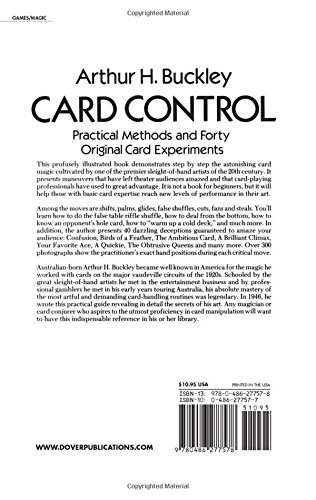 GAMES/MAGIC
Arthur H. Buckley
CARD CONTROL
Practical Methods and Forty
Original Card Experiments
This profusely illustrated book demonstrates step by step the astonishing card
magic cultivated by one of the premier sleight-of-hand artists of the 20th century. It
presents maneuvers that have left theater audiences amazed and that card-playing
professionals have used to great advantage. It is not a book for beginners, but it will
help those with basic card expertise reach new levels of performance in their art.
Among the moves are shifts, palms, glides, false shuffles, cuts, fans and steals. You'll
learn how to do the false table riffle shuffle, how to deal from the bottom, how to
know an opponent's hole card, how to "warm up a cold deck," and much more. In
addition, the author presents 40 dazzling deceptions guaranteed to amaze your
audience: Confusion, Birds of a Feather, The Ambitious Card, A Brilliant Climax,
Your Favorite Ace, A Quickie, The Obtrusive Queens and many more. Over 300
photographs show the practitioner's exact hand positions during each critical move.
Australian-born Arthur H. Buckley became well known in America for the magic he
worked with cards on the major vaudeville circuits of the 1920s. Schooled by the
great sleight-of-hand artists he met in the entertainment business and by profes-
sional gamblers he met in his early years touring Australia, his absolute mastery of
the most artful and demanding card-handling routines was legendary. In 1946, he
wrote this practical guide revealing in detail the secrets of his art. Any magician or
card conjurer who aspires to the utmost proficiency in card manipulation will want
to have this indispensable reference in his or her library.
$10.95 USA
PRINTED IN THE USA
ISBN-13: 978-0-486-27757-8
ISBN-10: 0-486-27757-7
51095
9 780486 277578
WWW.DOVERPUBLICATIONS.COM